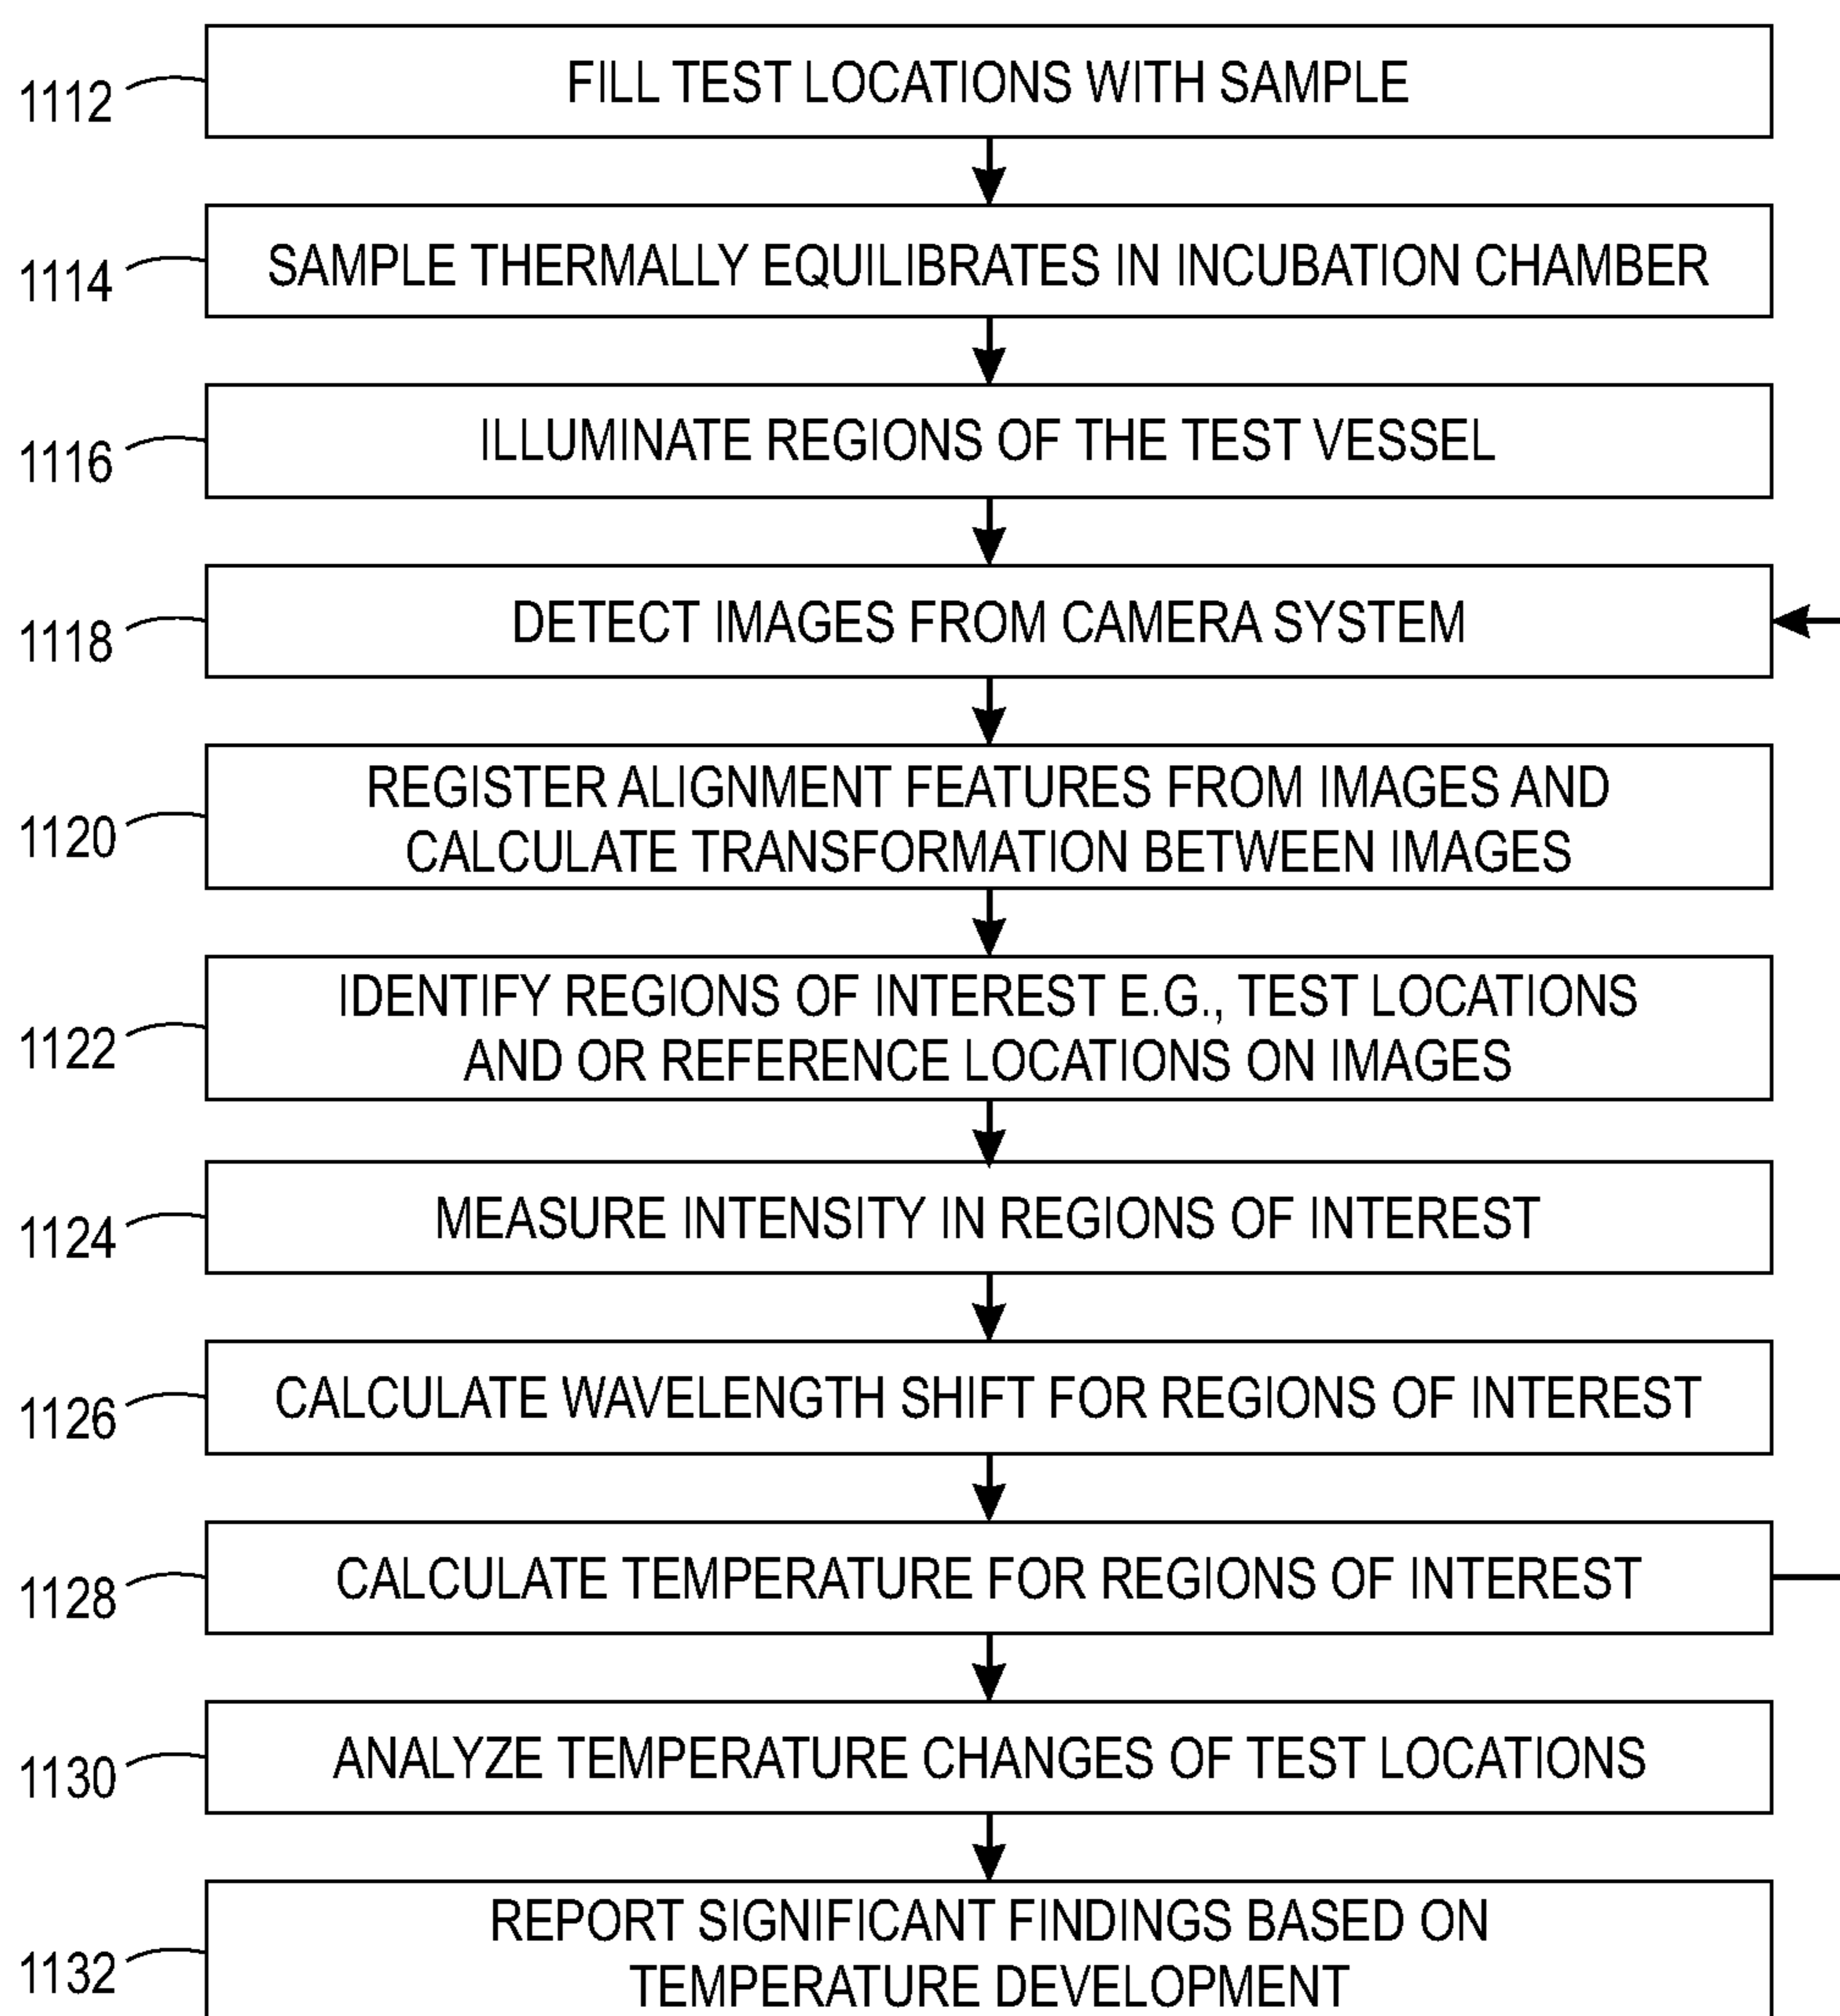 1112
FILL TEST LOCATIONS WITH SAMPLE
1114
SAMPLE THERMALLY EQUILIBRATES IN INCUBATION CHAMBER
1116
ILLUMINATE REGIONS OF THE TEST VESSEL
1118
DETECT IMAGES FROM CAMERA SYSTEM
1120
REGISTER ALIGNMENT FEATURES FROM IMAGES AND
CALCULATE TRANSFORMATION BETWEEN IMAGES
1122
IDENTIFY REGIONS OF INTEREST E.G., TEST LOCATIONS
AND OR REFERENCE LOCATIONS ON IMAGES
1124
MEASURE INTENSITY IN REGIONS OF INTEREST
1126
CALCULATE WAVELENGTH SHIFT FOR REGIONS OF INTEREST
1128
CALCULATE TEMPERATURE FOR REGIONS OF INTEREST
1130
ANALYZE TEMPERATURE CHANGES OF TEST LOCATIONS
1132
REPORT SIGNIFICANT FINDINGS BASED ON
TEMPERATURE DEVELOPMENT